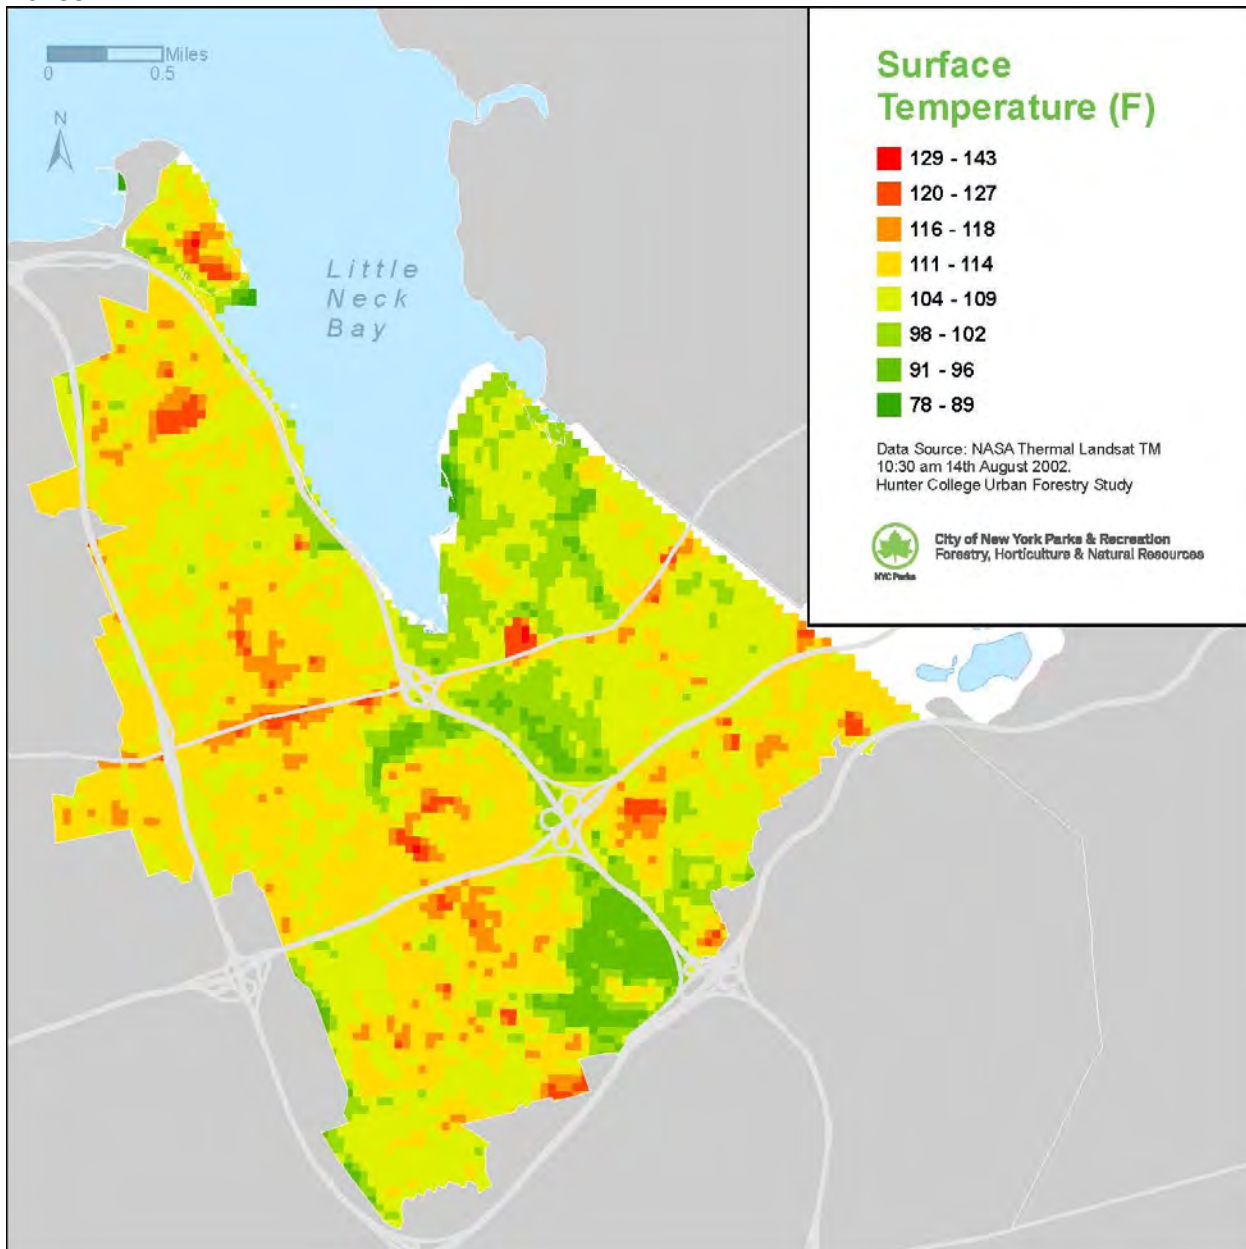 Miles
0 0.5
N
Little
Neck
Bay
Surface
Temperature (F)
129 - 143
120 - 127
116 - 118
111 - 114
104 - 109
98 - 102
91 - 96
78 - 89
Data Source: NASA Thermal Landsat TM
10:30 am 14th August 2002.
Hunter College Urban Forestry Study
City of New York Parks & Recreation
Forestry, Horticulture & Natural Resources
NYC Parks